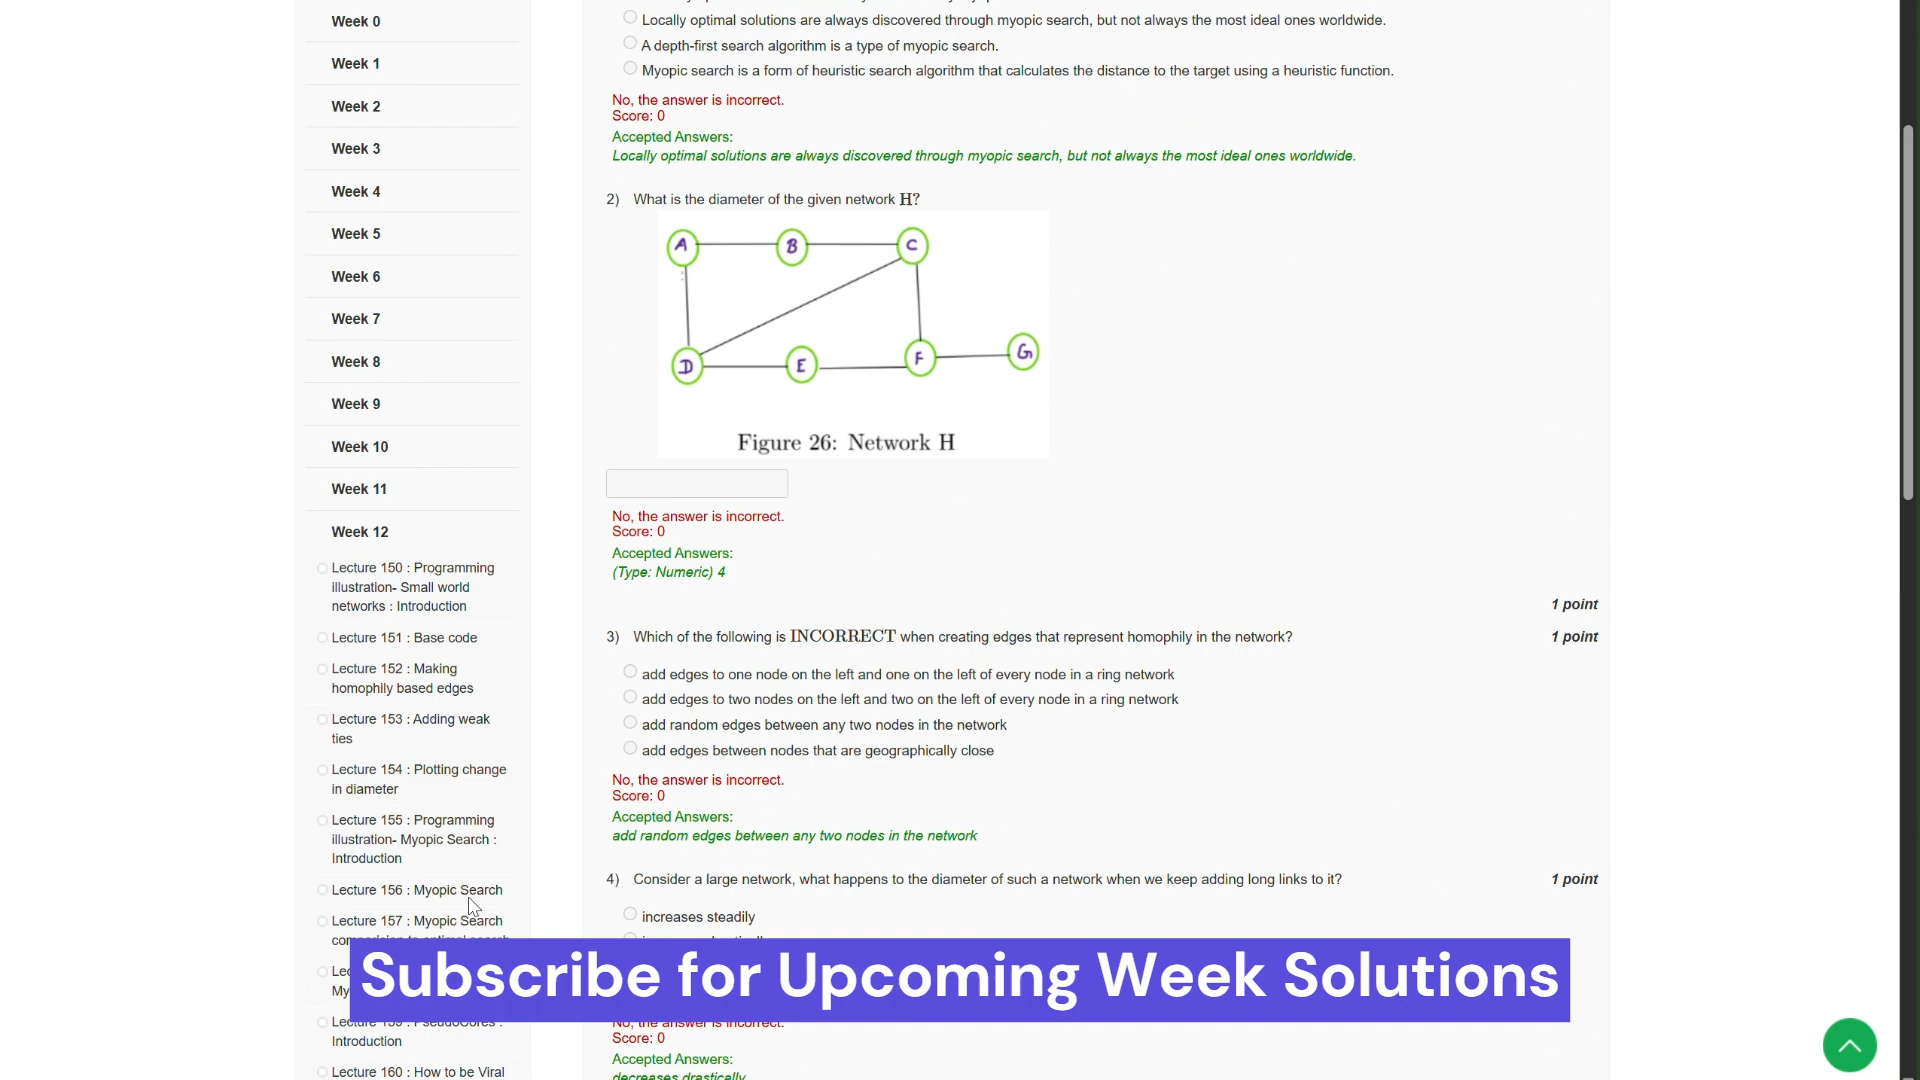 Week 0
Week 1
Week 2
Week 3
Week 4
Week 5
Week 6
Week 7
Week 8
Week 9
Week 10
Week 11
Week 12
Lecture 150 : Programming
illustration- Small world
networks : Introduction
Lecture 151 : Base code
Lecture 152 : Making
homophily based edges
Lecture 153 : Adding weak
ties
Lecture 154 : Plotting change
in diameter
Lecture 155 : Programming
illustration- Myopic Search :
Introduction
Lecture 156 : Myopic Search
Lecture 157 : Myopic Search
Introduction
Lecture 160 : How to be Viral
Locally optimal solutions are always discovered through myopic search, but not always the most ideal ones worldwide.
A depth-first search algorithm is a type of myopic search.
Myopic search is a form of heuristic search algorithm that calculates the distance to the target using a heuristic function.
No, the answer is incorrect.
Score: 0
Accepted Answers:
Locally optimal solutions are always discovered through myopic search, but not always the most ideal ones worldwide.
2) What is the diameter of the given network H?
A B C
D E F G
Figure 26: Network H
No, the answer is incorrect.
Score: 0
Accepted Answers:
(Type: Numeric) 4
1 point
3) Which of the following is INCORRECT when creating edges that represent homophily in the network? 1 point
add edges to one node on the left and one on the left of every node in a ring network
add edges to two nodes on the left and two on the left of every node in a ring network
add random edges between any two nodes in the network
add edges between nodes that are geographically close
No, the answer is incorrect.
Score: 0
Accepted Answers:
add random edges between any two nodes in the network
4) Consider a large network, what happens to the diameter of such a network when we keep adding long links to it? 1 point
increases steadily
Subscribe for Upcoming Week Solutions
No, the answer is incorrect.
Score: 0
Accepted Answers:
decreases drastically